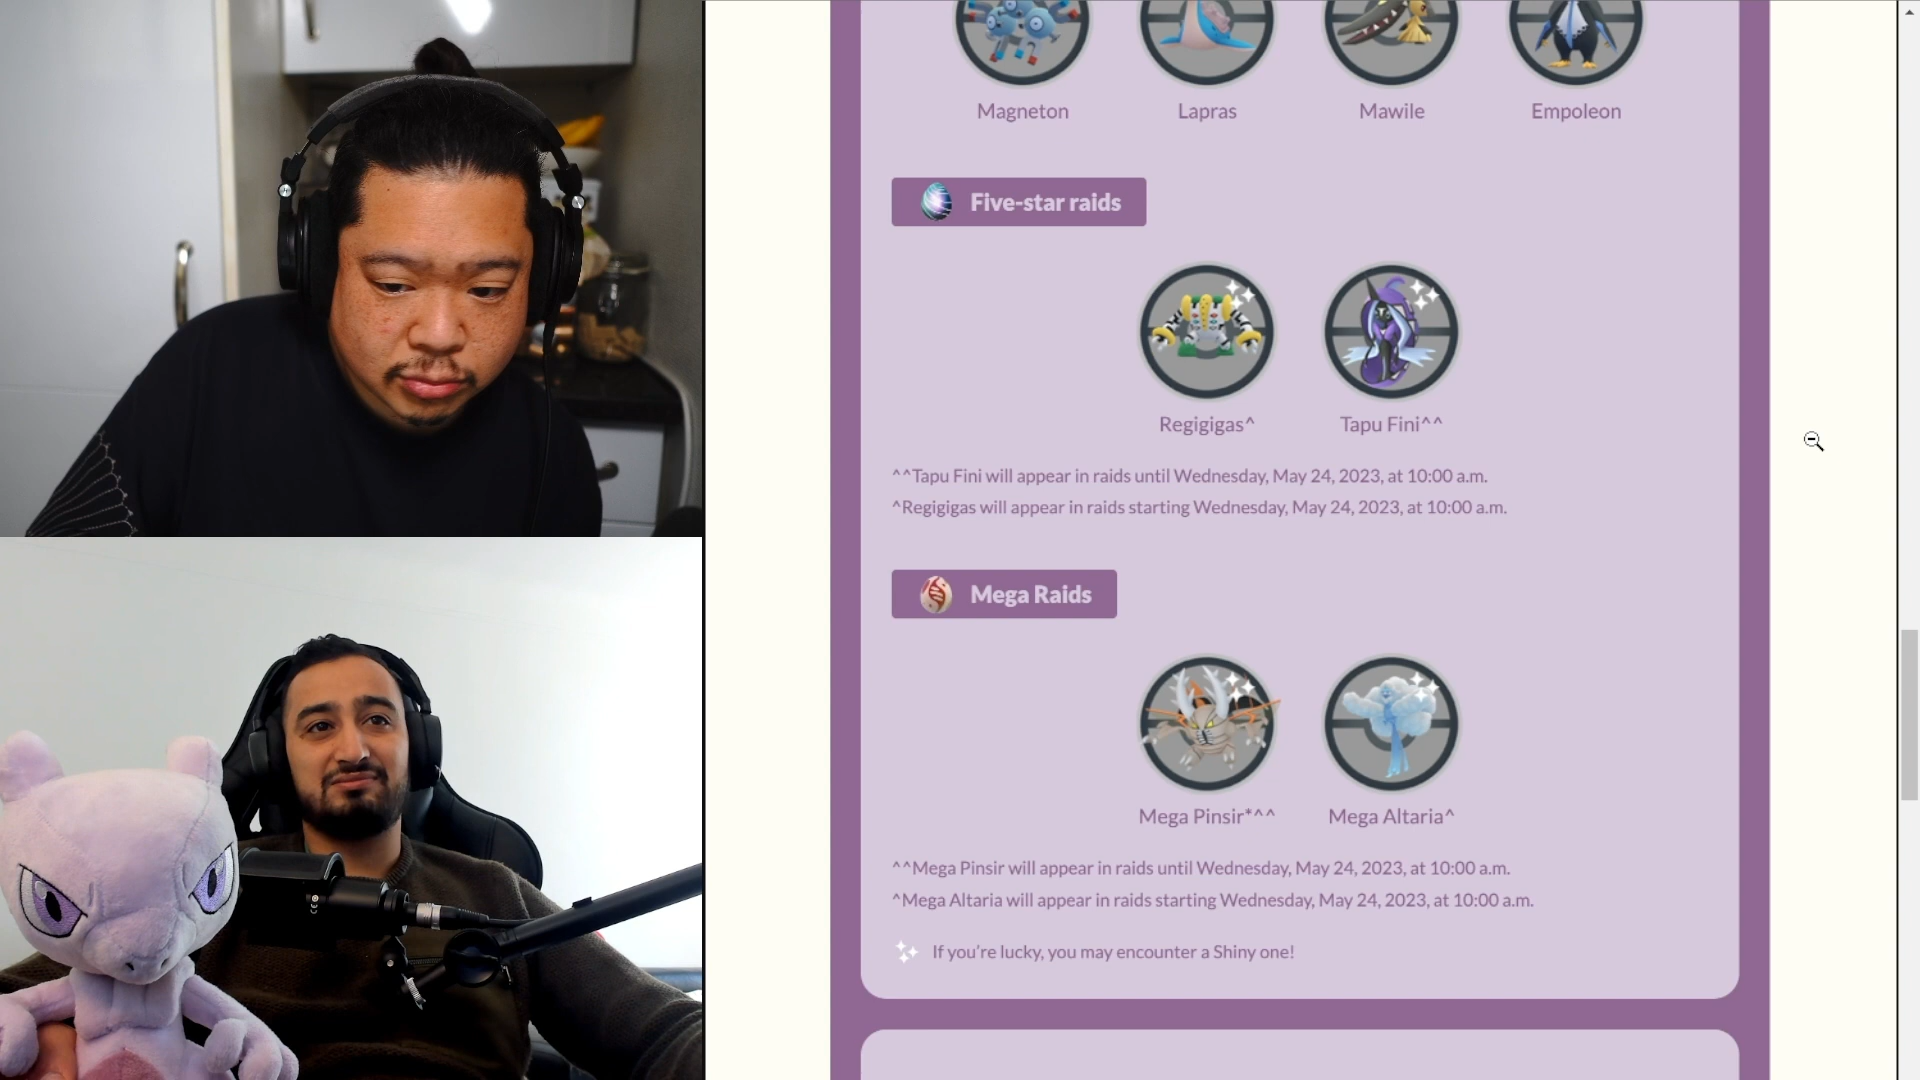 Magneton
Lapras
Mawile
Empoleon
Five-star raids
Regigigas^
Tapu Fini^^
^^Tapu Fini will appear in raids until Wednesday, May 24, 2023, at 10:00 a.m.
^Regigigas will appear in raids starting Wednesday, May 24, 2023, at 10:00 a.m.
Mega Raids
Mega Pinsir*^^
Mega Altaria^
^^Mega Pinsir will appear in raids until Wednesday, May 24, 2023, at 10:00 a.m.
^Mega Altaria will appear in raids starting Wednesday, May 24, 2023, at 10:00 a.m.
If you're lucky, you may encounter a Shiny one!